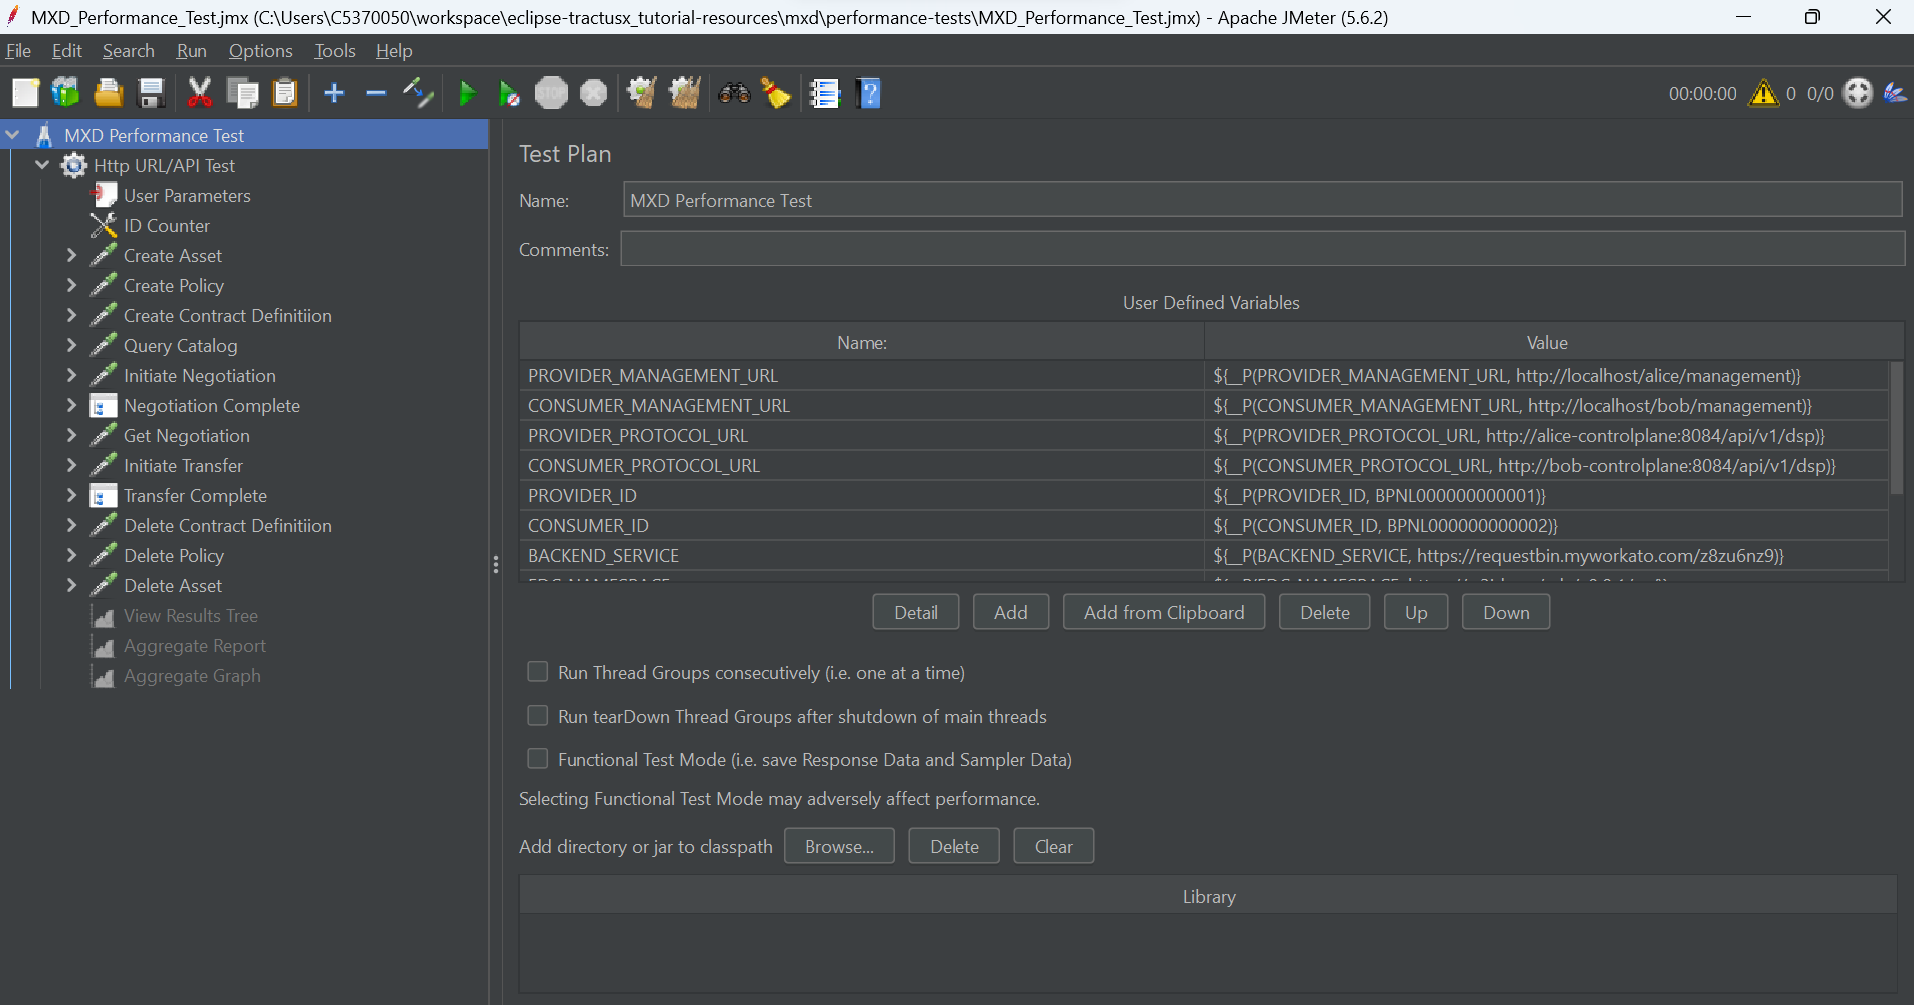 MXD_Performance_Test.jmx (C:\Users\C5370050\workspace\eclipse-tractusx_tutorial-resources\mxd\performance-tests\MXD_Performance_Test.jmx) - Apache JMeter (5.6.2)
File Edit Search Run Options Tools Help
STOP
00:00:00 0 0/0
MXD Performance Test
Http URL/API Test
User Parameters
ID Counter
Create Asset
Create Policy
Create Contract Definitiion
Query Catalog
Initiate Negotiation
Negotiation Complete
Get Negotiation
Initiate Transfer
Transfer Complete
Delete Contract Definitiion
Delete Policy
Delete Asset
View Results Tree
Aggregate Report
Aggregate Graph
Test Plan
Name: MXD Performance Test
Comments:
User Defined Variables
Name: Value
PROVIDER_MANAGEMENT_URL ${__P(PROVIDER_MANAGEMENT_URL, http://localhost/alice/management)}
CONSUMER_MANAGEMENT_URL ${__P(CONSUMER_MANAGEMENT_URL, http://localhost/bob/management)}
PROVIDER_PROTOCOL_URL ${__P(PROVIDER_PROTOCOL_URL, http://alice-controlplane:8084/api/v1/dsp)}
CONSUMER_PROTOCOL_URL ${__P(CONSUMER_PROTOCOL_URL, http://bob-controlplane:8084/api/v1/dsp)}
PROVIDER_ID ${__P(PROVIDER_ID, BPNL000000000001)}
CONSUMER_ID ${__P(CONSUMER_ID, BPNL000000000002)}
BACKEND_SERVICE ${__P(BACKEND_SERVICE, https://requestbin.myworkato.com/z8zu6nz9)}
Detail Add Add from Clipboard Delete Up Down
Run Thread Groups consecutively (i.e. one at a time)
Run tearDown Thread Groups after shutdown of main threads
Functional Test Mode (i.e. save Response Data and Sampler Data)
Selecting Functional Test Mode may adversely affect performance.
Add directory or jar to classpath Browse... Delete Clear
Library